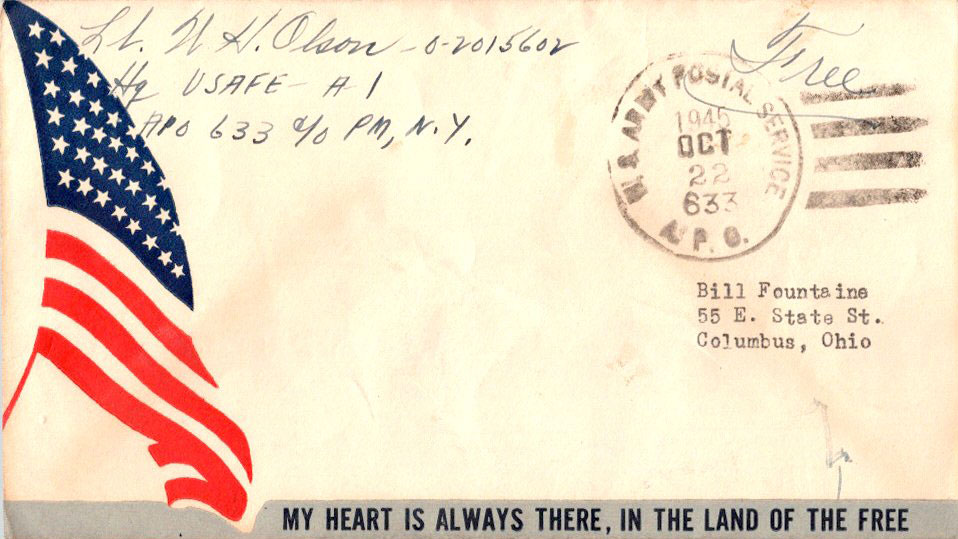 Lt. W. H. Olson - O-2015602
Hq USAFE - A 1
APO 633 c/o PM, N.Y.
Free
U.S. ARMY POSTAL SERVICE
1945
OCT
22
633
A.P.O.
Bill Fountaine
55 E. State St.
Columbus, Ohio
MY HEART IS ALWAYS THERE, IN THE LAND OF THE FREE